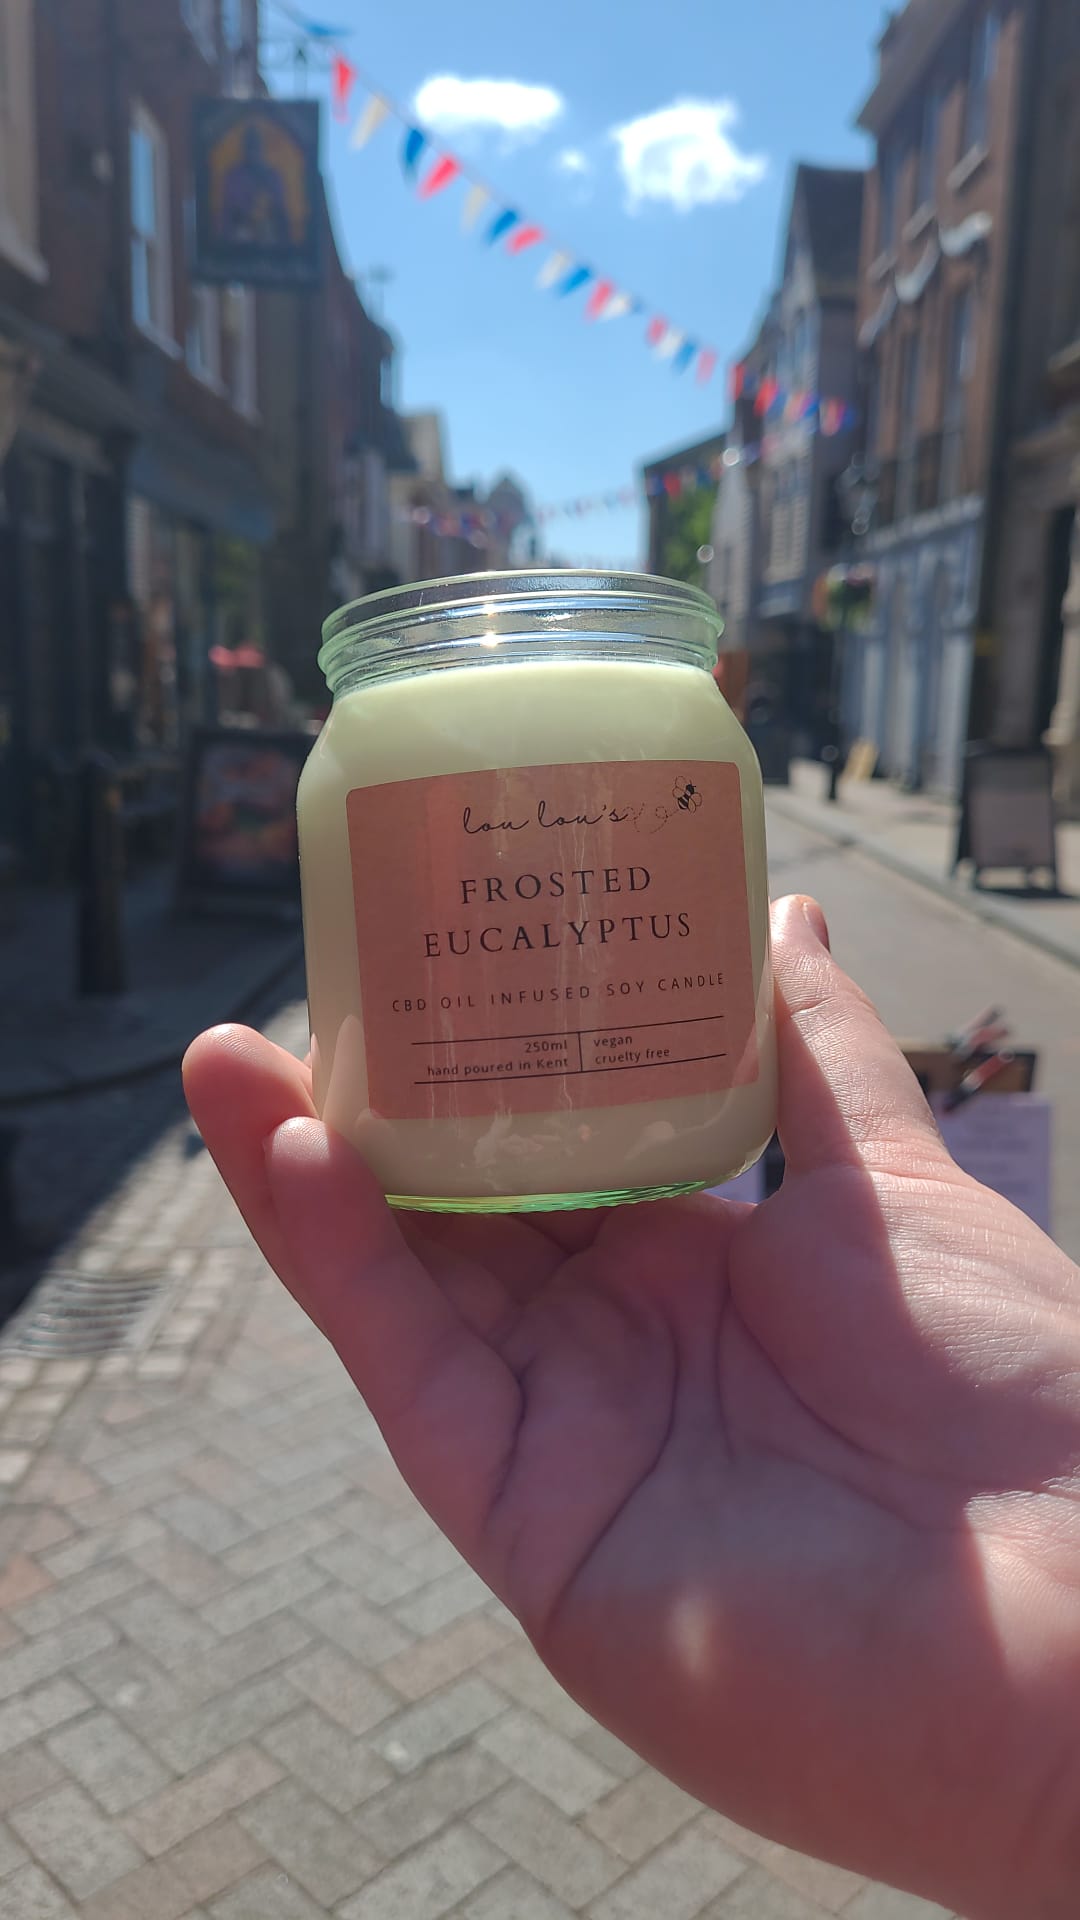 lou lou's
FROSTED
EUCALYPTUS
CBD OIL INFUSED SOY CANDLE
250ml
hand poured in Kent
vegan
cruelty free